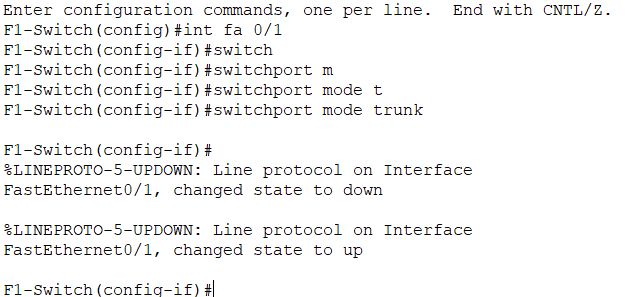 Enter configuration commands, one per line.  End with CNTL/Z.
F1-Switch(config)#int fa 0/1
F1-Switch(config-if)#switch
F1-Switch(config-if)#switchport m
F1-Switch(config-if)#switchport mode t
F1-Switch(config-if)#switchport mode trunk
F1-Switch(config-if)#
%LINEPROTO-5-UPDOWN: Line protocol on Interface
FastEthernet0/1, changed state to down
%LINEPROTO-5-UPDOWN: Line protocol on Interface
FastEthernet0/1, changed state to up
F1-Switch(config-if)#